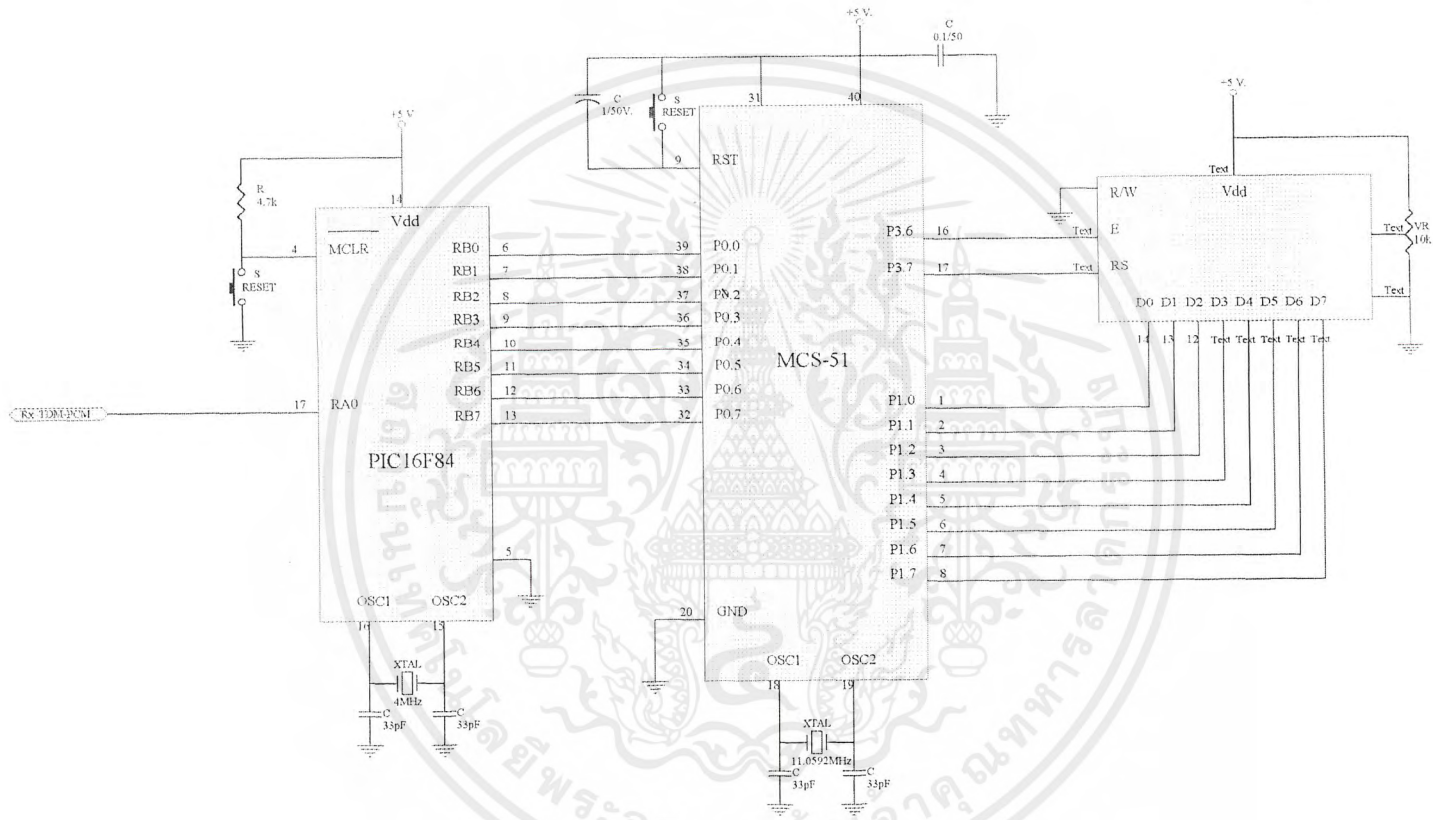 +5 V.
C
0.1/50
+5 V
R
4.7k
4
S
RESET
14
Vdd
MCLR
RB0 6
RB1 7
RB2 8
RB3 9
RB4 10
RB5 11
RB6 12
RB7 13
17 RA0
Rx TDM-PCM
PIC16F84
5
OSC1 OSC2
16 15
XTAL
4MHz
C
33pF
C
33pF
C
1/50V.
S
RESET
31
40
9 RST
39 P0.0
38 P0.1
37 P0.2
36 P0.3
35 P0.4
34 P0.5
33 P0.6
32 P0.7
MCS-51
P3.6 16
P3.7 17
P1.0 1
P1.1 2
P1.2 3
P1.3 4
P1.4 5
P1.5 6
P1.6 7
P1.7 8
20 GND
OSC1 OSC2
18 19
XTAL
11.0592MHz
C
33pF
C
33pF
+5 V.
Text
R/W Vdd
Text E
Text RS
Text VR
10k
Text
D0 D1 D2 D3 D4 D5 D6 D7
14 13 12 Text Text Text Text Text